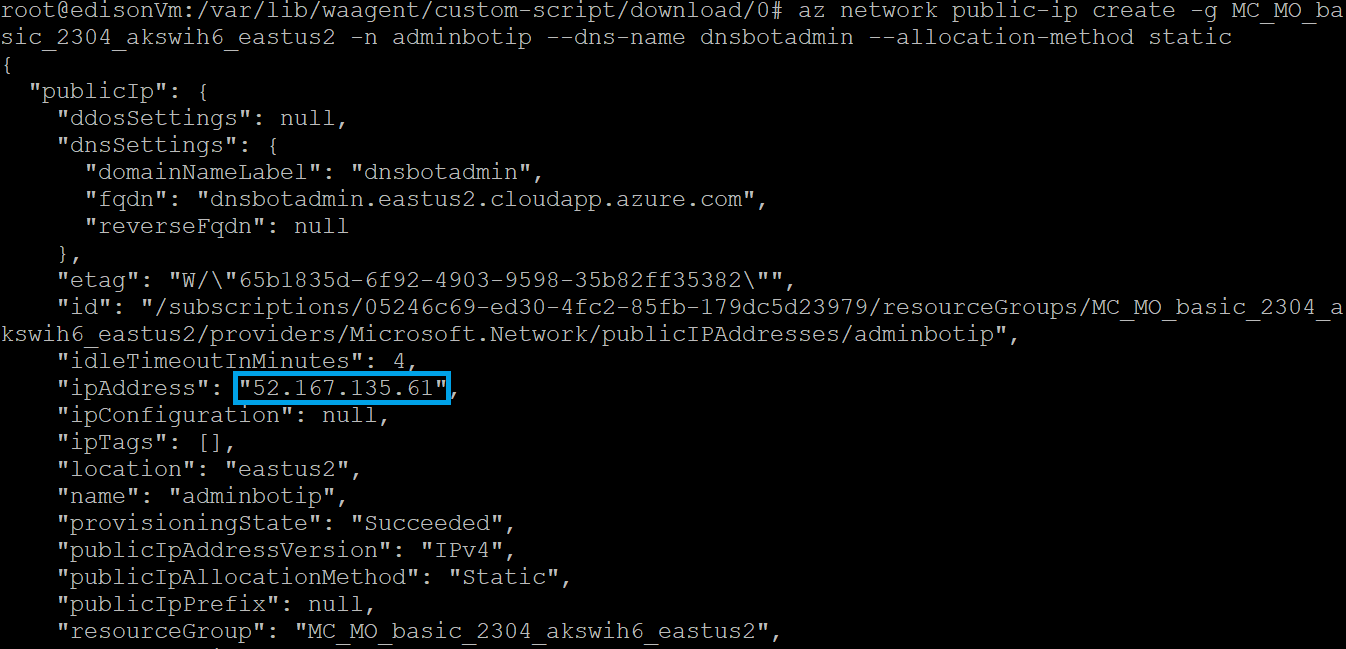 root@edisonVm:/var/lib/waagent/custom-script/download/0# az network public-ip create -g MC_MO_ba
sic_2304_akswih6_eastus2 -n adminbotip --dns-name dnsbotadmin --allocation-method static
{
  "publicIp": {
    "ddosSettings": null,
    "dnsSettings": {
      "domainNameLabel": "dnsbotadmin",
      "fqdn": "dnsbotadmin.eastus2.cloudapp.azure.com",
      "reverseFqdn": null
    },
    "etag": "W/\"65b1835d-6f92-4903-9598-35b82ff35382\"",
    "id": "/subscriptions/05246c69-ed30-4fc2-85fb-179dc5d23979/resourceGroups/MC_MO_basic_2304_a
kswih6_eastus2/providers/Microsoft.Network/publicIPAddresses/adminbotip",
    "idleTimeoutInMinutes": 4,
    "ipAddress": "52.167.135.61",
    "ipConfiguration": null,
    "ipTags": [],
    "location": "eastus2",
    "name": "adminbotip",
    "provisioningState": "Succeeded",
    "publicIpAddressVersion": "IPv4",
    "publicIpAllocationMethod": "Static",
    "publicIpPrefix": null,
    "resourceGroup": "MC_MO_basic_2304_akswih6_eastus2",